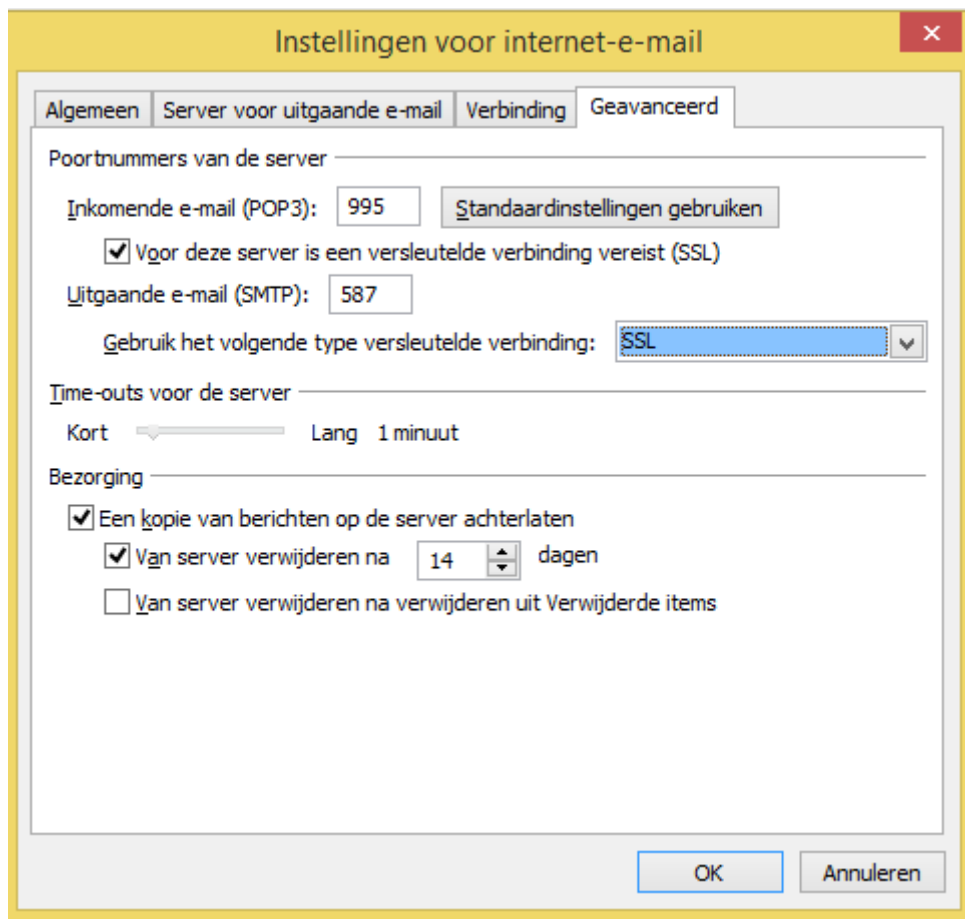 Instellingen voor internet-e-mail
Algemeen Server voor uitgaande e-mail Verbinding Geavanceerd
Poortnummers van de server
Inkomende e-mail (POP3): 995 Standaardinstellingen gebruiken
Voor deze server is een versleutelde verbinding vereist (SSL)
Uitgaande e-mail (SMTP): 587
Gebruik het volgende type versleutelde verbinding: SSL
Time-outs voor de server
Kort Lang 1 minuut
Bezorging
Een kopie van berichten op de server achterlaten
Van server verwijderen na 14 dagen
Van server verwijderen na verwijderen uit Verwijderde items
OK Annuleren